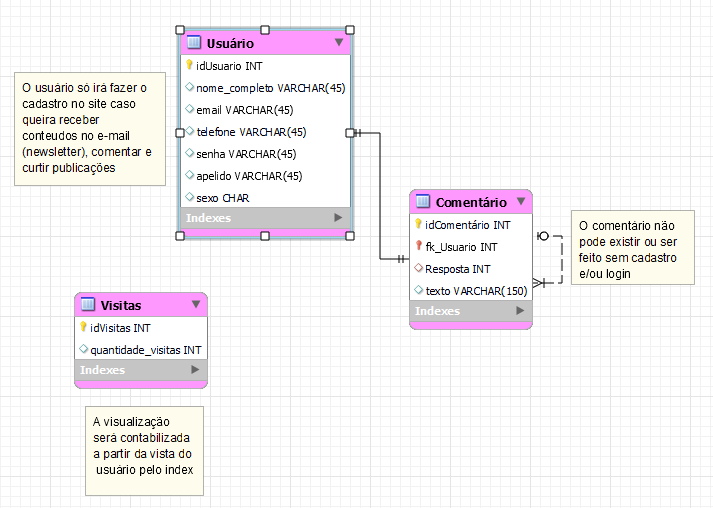 Usuário
idUsuario INT
nome_completo VARCHAR(45)
email VARCHAR(45)
telefone VARCHAR(45)
senha VARCHAR(45)
apelido VARCHAR(45)
sexo CHAR
Indexes
O usuário só irá fazer o
cadastro no site caso
queira receber
conteudos no e-mail
(newsletter), comentar e
curtir publicações
Comentário
idComentário INT
fk_Usuario INT
Resposta INT
texto VARCHAR(150)
Indexes
O comentário não
pode existir ou ser
feito sem cadastro
e/ou login
Visitas
idVisitas INT
quantidade_visitas INT
Indexes
A visualização
será contabilizada
a partir da vista do
usuário pelo index